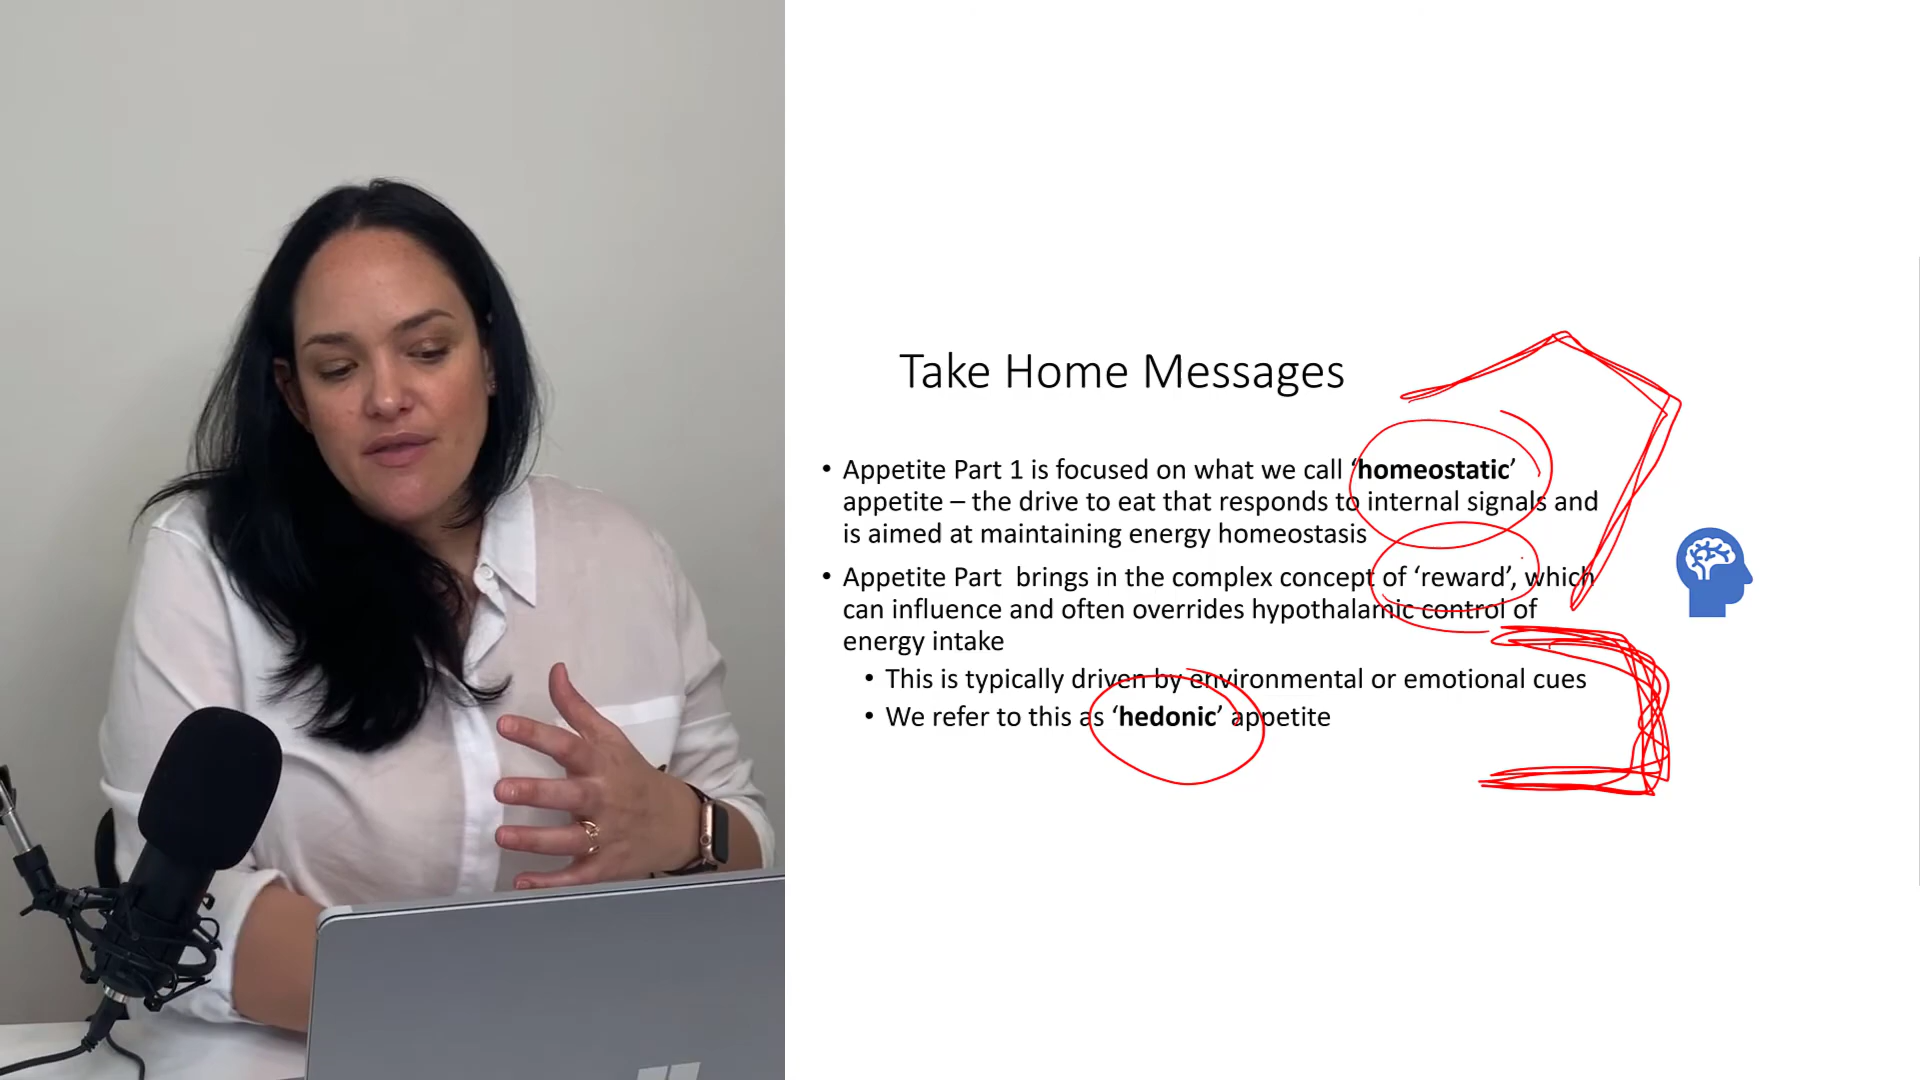 Take Home Messages
• Appetite Part 1 is focused on what we call ‘homeostatic’
appetite – the drive to eat that responds to internal signals and
is aimed at maintaining energy homeostasis
• Appetite Part  brings in the complex concept of ‘reward’, which
can influence and often overrides hypothalamic control of
energy intake
• This is typically driven by environmental or emotional cues
• We refer to this as ‘hedonic’ appetite